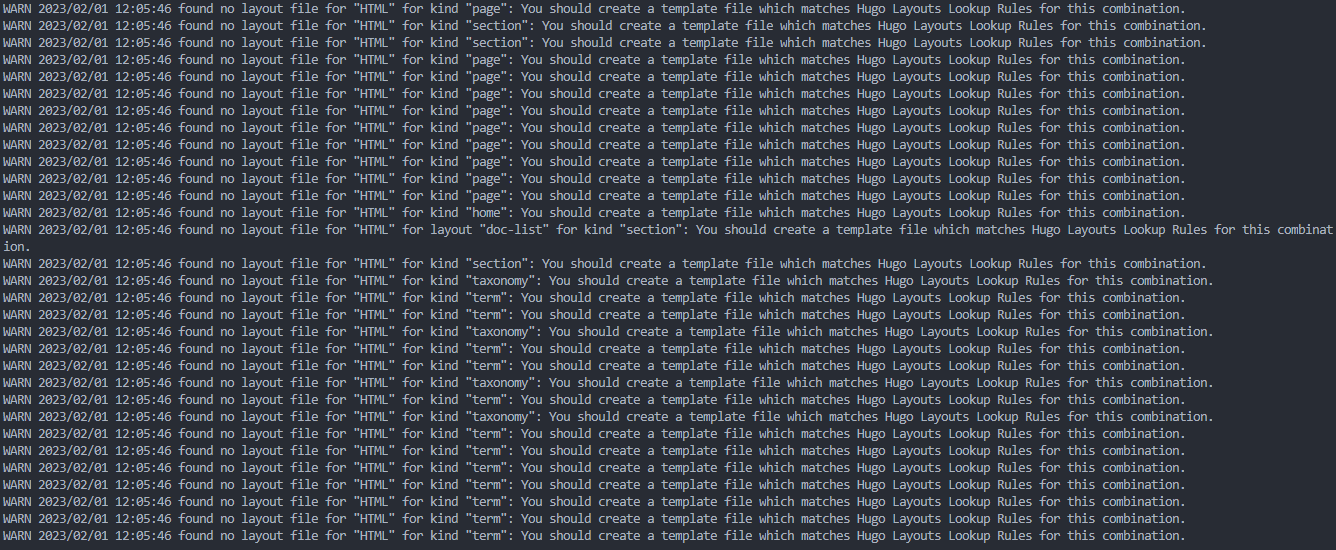 WARN 2023/02/01 12:05:46 found no layout file for "HTML" for kind "page": You should create a template file which matches Hugo Layouts Lookup Rules for this combination.
WARN 2023/02/01 12:05:46 found no layout file for "HTML" for kind "section": You should create a template file which matches Hugo Layouts Lookup Rules for this combination.
WARN 2023/02/01 12:05:46 found no layout file for "HTML" for kind "section": You should create a template file which matches Hugo Layouts Lookup Rules for this combination.
WARN 2023/02/01 12:05:46 found no layout file for "HTML" for kind "page": You should create a template file which matches Hugo Layouts Lookup Rules for this combination.
WARN 2023/02/01 12:05:46 found no layout file for "HTML" for kind "page": You should create a template file which matches Hugo Layouts Lookup Rules for this combination.
WARN 2023/02/01 12:05:46 found no layout file for "HTML" for kind "page": You should create a template file which matches Hugo Layouts Lookup Rules for this combination.
WARN 2023/02/01 12:05:46 found no layout file for "HTML" for kind "page": You should create a template file which matches Hugo Layouts Lookup Rules for this combination.
WARN 2023/02/01 12:05:46 found no layout file for "HTML" for kind "page": You should create a template file which matches Hugo Layouts Lookup Rules for this combination.
WARN 2023/02/01 12:05:46 found no layout file for "HTML" for kind "page": You should create a template file which matches Hugo Layouts Lookup Rules for this combination.
WARN 2023/02/01 12:05:46 found no layout file for "HTML" for kind "page": You should create a template file which matches Hugo Layouts Lookup Rules for this combination.
WARN 2023/02/01 12:05:46 found no layout file for "HTML" for kind "page": You should create a template file which matches Hugo Layouts Lookup Rules for this combination.
WARN 2023/02/01 12:05:46 found no layout file for "HTML" for kind "page": You should create a template file which matches Hugo Layouts Lookup Rules for this combination.
WARN 2023/02/01 12:05:46 found no layout file for "HTML" for kind "home": You should create a template file which matches Hugo Layouts Lookup Rules for this combination.
WARN 2023/02/01 12:05:46 found no layout file for "HTML" for layout "doc-list" for kind "section": You should create a template file which matches Hugo Layouts Lookup Rules for this combinat
ion.
WARN 2023/02/01 12:05:46 found no layout file for "HTML" for kind "section": You should create a template file which matches Hugo Layouts Lookup Rules for this combination.
WARN 2023/02/01 12:05:46 found no layout file for "HTML" for kind "taxonomy": You should create a template file which matches Hugo Layouts Lookup Rules for this combination.
WARN 2023/02/01 12:05:46 found no layout file for "HTML" for kind "term": You should create a template file which matches Hugo Layouts Lookup Rules for this combination.
WARN 2023/02/01 12:05:46 found no layout file for "HTML" for kind "term": You should create a template file which matches Hugo Layouts Lookup Rules for this combination.
WARN 2023/02/01 12:05:46 found no layout file for "HTML" for kind "taxonomy": You should create a template file which matches Hugo Layouts Lookup Rules for this combination.
WARN 2023/02/01 12:05:46 found no layout file for "HTML" for kind "term": You should create a template file which matches Hugo Layouts Lookup Rules for this combination.
WARN 2023/02/01 12:05:46 found no layout file for "HTML" for kind "term": You should create a template file which matches Hugo Layouts Lookup Rules for this combination.
WARN 2023/02/01 12:05:46 found no layout file for "HTML" for kind "taxonomy": You should create a template file which matches Hugo Layouts Lookup Rules for this combination.
WARN 2023/02/01 12:05:46 found no layout file for "HTML" for kind "term": You should create a template file which matches Hugo Layouts Lookup Rules for this combination.
WARN 2023/02/01 12:05:46 found no layout file for "HTML" for kind "taxonomy": You should create a template file which matches Hugo Layouts Lookup Rules for this combination.
WARN 2023/02/01 12:05:46 found no layout file for "HTML" for kind "term": You should create a template file which matches Hugo Layouts Lookup Rules for this combination.
WARN 2023/02/01 12:05:46 found no layout file for "HTML" for kind "term": You should create a template file which matches Hugo Layouts Lookup Rules for this combination.
WARN 2023/02/01 12:05:46 found no layout file for "HTML" for kind "term": You should create a template file which matches Hugo Layouts Lookup Rules for this combination.
WARN 2023/02/01 12:05:46 found no layout file for "HTML" for kind "term": You should create a template file which matches Hugo Layouts Lookup Rules for this combination.
WARN 2023/02/01 12:05:46 found no layout file for "HTML" for kind "term": You should create a template file which matches Hugo Layouts Lookup Rules for this combination.
WARN 2023/02/01 12:05:46 found no layout file for "HTML" for kind "term": You should create a template file which matches Hugo Layouts Lookup Rules for this combination.
WARN 2023/02/01 12:05:46 found no layout file for "HTML" for kind "term": You should create a template file which matches Hugo Layouts Lookup Rules for this combination.